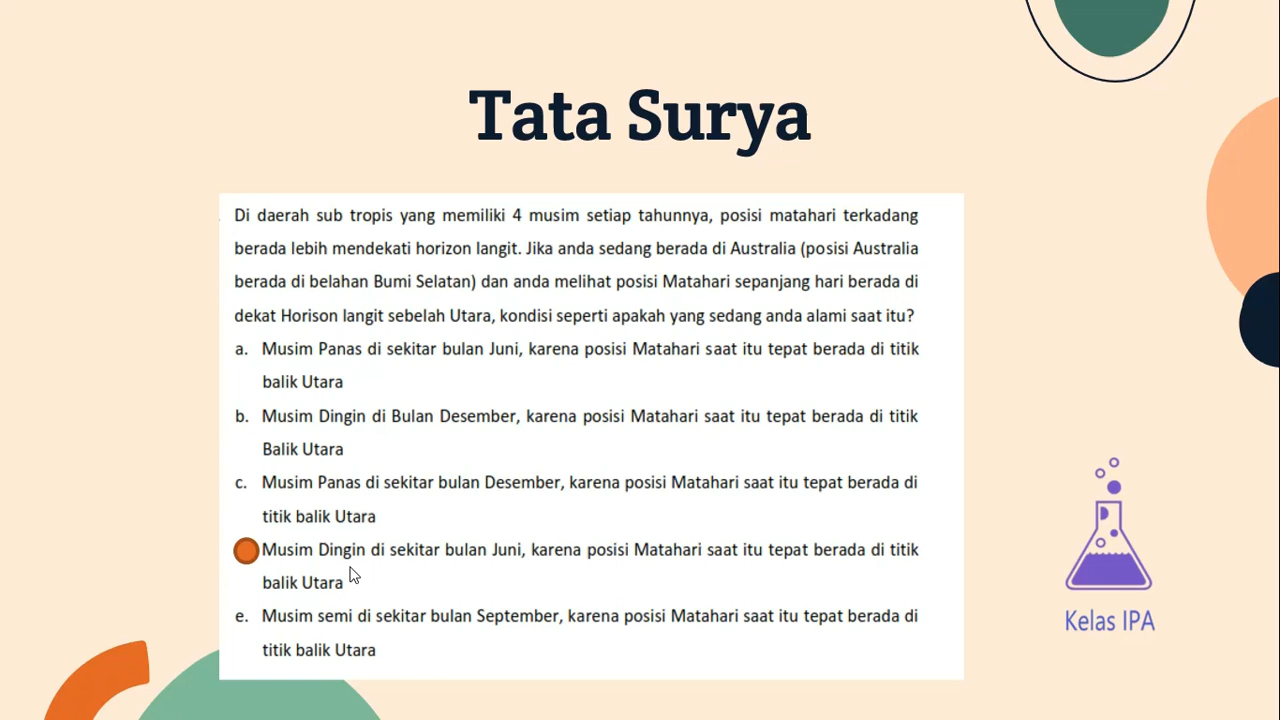 Tata Surya
Di daerah sub tropis yang memiliki 4 musim setiap tahunnya, posisi matahari terkadang
berada lebih mendekati horizon langit. Jika anda sedang berada di Australia (posisi Australia
berada di belahan Bumi Selatan) dan anda melihat posisi Matahari sepanjang hari berada di
dekat Horison langit sebelah Utara, kondisi seperti apakah yang sedang anda alami saat itu?
a. Musim Panas di sekitar bulan Juni, karena posisi Matahari saat itu tepat berada di titik
balik Utara
b. Musim Dingin di Bulan Desember, karena posisi Matahari saat itu tepat berada di titik
Balik Utara
c. Musim Panas di sekitar bulan Desember, karena posisi Matahari saat itu tepat berada di
titik balik Utara
Musim Dingin di sekitar bulan Juni, karena posisi Matahari saat itu tepat berada di titik
balik Utara
e. Musim semi di sekitar bulan September, karena posisi Matahari saat itu tepat berada di
titik balik Utara
Kelas IPA